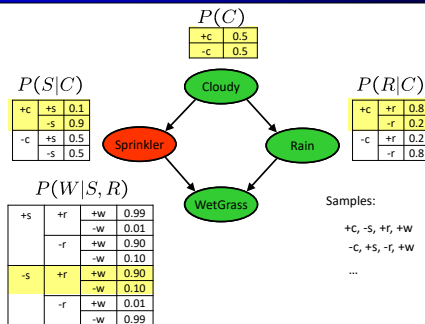 P(C)
+c 0.5
-c 0.5
Cloudy
P(S|C)
+c +s 0.1
-s 0.9
-c +s 0.5
-s 0.5
P(R|C)
+c +r 0.8
-r 0.2
-c +r 0.2
-r 0.8
Sprinkler
Rain
WetGrass
P(W|S, R)
+s +r +w 0.99
-w 0.01
-r +w 0.90
-w 0.10
-s +r +w 0.90
-w 0.10
-r +w 0.01
-w 0.99
Samples:
+c, -s, +r, +w
-c, +s, -r, +w
...